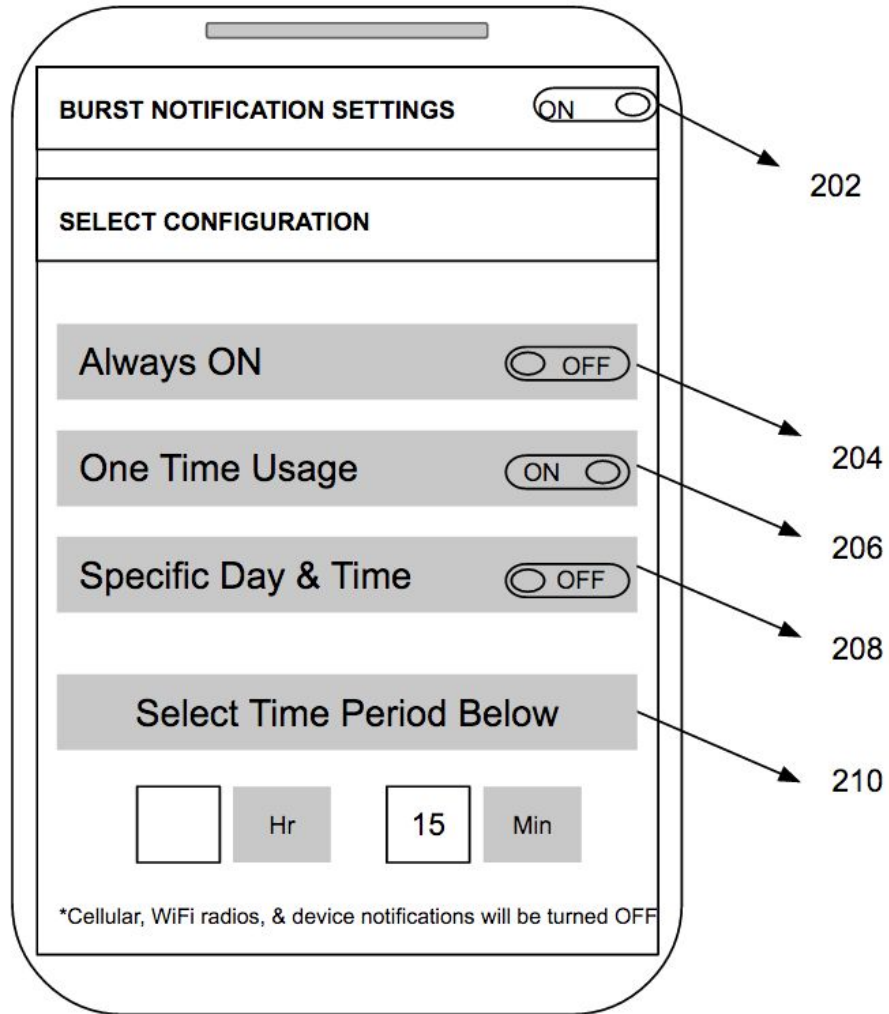 BURST NOTIFICATION SETTINGS ON
202
SELECT CONFIGURATION
Always ON OFF
204
One Time Usage ON
206
Specific Day & Time OFF
208
Select Time Period Below
210
Hr 15 Min
*Cellular, WiFi radios, & device notifications will be turned OFF